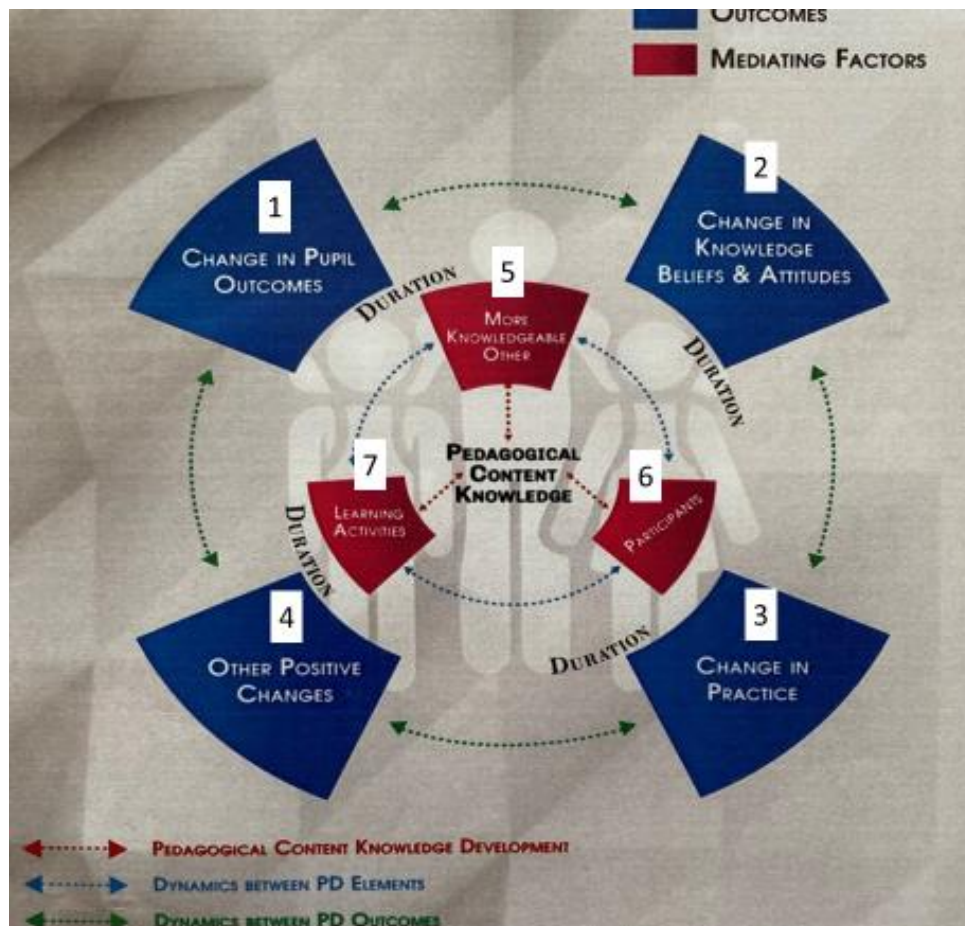 OUTCOMES
MEDIATING FACTORS
1
CHANGE IN PUPIL
OUTCOMES
2
CHANGE IN
KNOWLEDGE
BELIEFS & ATTITUDES
DURATION
5
MORE
KNOWLEDGEABLE
OTHER
DURATION
PEDAGOGICAL
CONTENT
KNOWLEDGE
7
LEARNING
ACTIVITIES
6
PARTICIPANTS
DURATION
4
OTHER POSITIVE
CHANGES
DURATION
3
CHANGE IN
PRACTICE
PEDAGOGICAL CONTENT KNOWLEDGE DEVELOPMENT
DYNAMICS BETWEEN PD ELEMENTS
DYNAMICS BETWEEN PD OUTCOMES